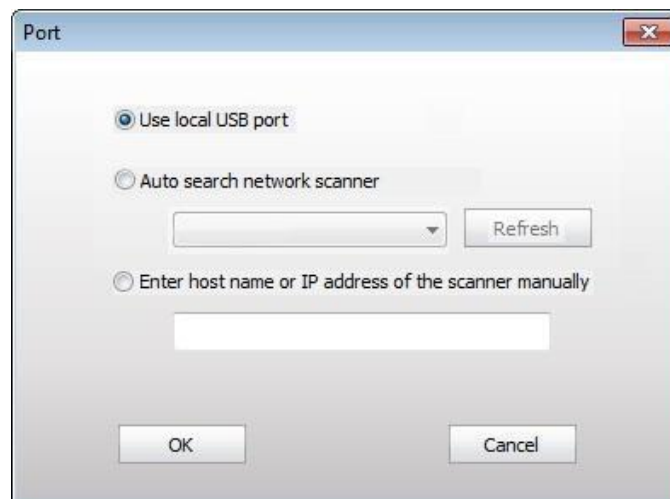 Port
Use local USB port
Auto search network scanner
Refresh
Enter host name or IP address of the scanner manually
OK Cancel